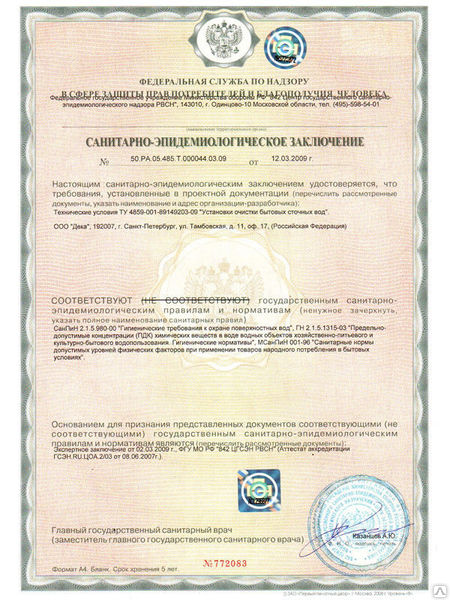 ФЕДЕРАЛЬНАЯ СЛУЖБА ПО НАДЗОРУ
В СФЕРЕ ЗАЩИТЫ ПРАВ ПОТРЕБИТЕЛЕЙ И БЛАГОПОЛУЧИЯ ЧЕЛОВЕКА
Федеральное государственное учреждение Министерства обороны РФ "842 Центр государственного санитарно-
эпидемиологического надзора РВСН", 143010, г. Одинцово-10 Московской области, тел. (495)-598-54-01
САНИТАРНО-ЭПИДЕМИОЛОГИЧЕСКОЕ ЗАКЛЮЧЕНИЕ
№ 50.РА.05.485.Т.000044.03.09 от 12.03.2009 г.
Настоящим санитарно-эпидемиологическим заключением удостоверяется, что
требования, установленные в проектной документации (перечислить рассмотренные
документы, указать наименование и адрес организации-разработчика):
Технические условия ТУ 4859-001-89149203-09 "Установки очистки бытовых сточных вод".
ООО "Дека", 192007, г. Санкт-Петербург, ул. Тамбовская, д. 11, оф. 17, (Российская Федерация)
СООТВЕТСТВУЮТ (НЕ СООТВЕТСТВУЮТ) государственным санитарно-
эпидемиологическим правилам и нормативам (ненужное зачеркнуть,
указать полное наименование санитарных правил)
СанПиН 2.1.5.980-00 "Гигиенические требования к охране поверхностных вод", ГН 2.1.5.1315-03 "Предельно-
допустимые концентрации (ПДК) химических веществ в воде водных объектов хозяйственно-питьевого и
культурно-бытового водопользования. Гигиенические нормативы", МСанПиН 001-96 "Санитарные нормы
допустимых уровней физических факторов при применении товаров народного потребления в бытовых
условиях".
Основанием для признания представленных документов соответствующими (не
соответствующими) государственным санитарно-эпидемиологическим
правилам и нормативам являются (перечислить рассмотренные документы):
Экспертное заключение от 02.03.2009 г., ФГУ МО РФ "842 ЦГСЭН РВСН" (Аттестат аккредитации
ГСЭН.RU.ЦОА.2/03 от 08.06.2007г.).
Главный государственный санитарный врач
(заместитель главного государственного санитарного врача)
Казанцев А.Ю.
№772083
Формат А4. Бланк. Срок хранения 5 лет.